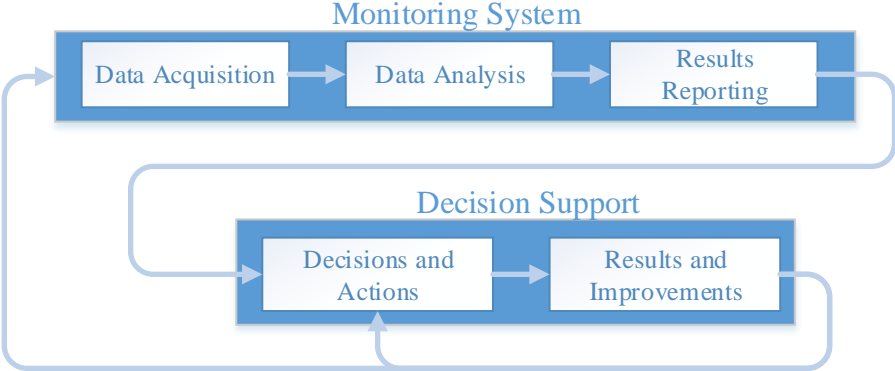 Monitoring System
Data Acquisition
Data Analysis
Results
Reporting
Decision Support
Decisions and
Actions
Results and
Improvements